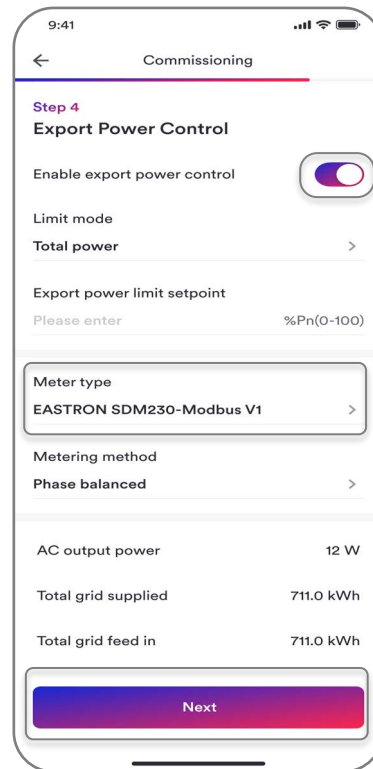 9:41
Commissioning
Step 4
Export Power Control
Enable export power control
Limit mode
Total power >
Export power limit setpoint
Please enter %Pn(0-100)
Meter type
EASTRON SDM230-Modbus V1 >
Metering method
Phase balanced >
AC output power 12 W
Total grid supplied 711.0 kWh
Total grid feed in 711.0 kWh
Next